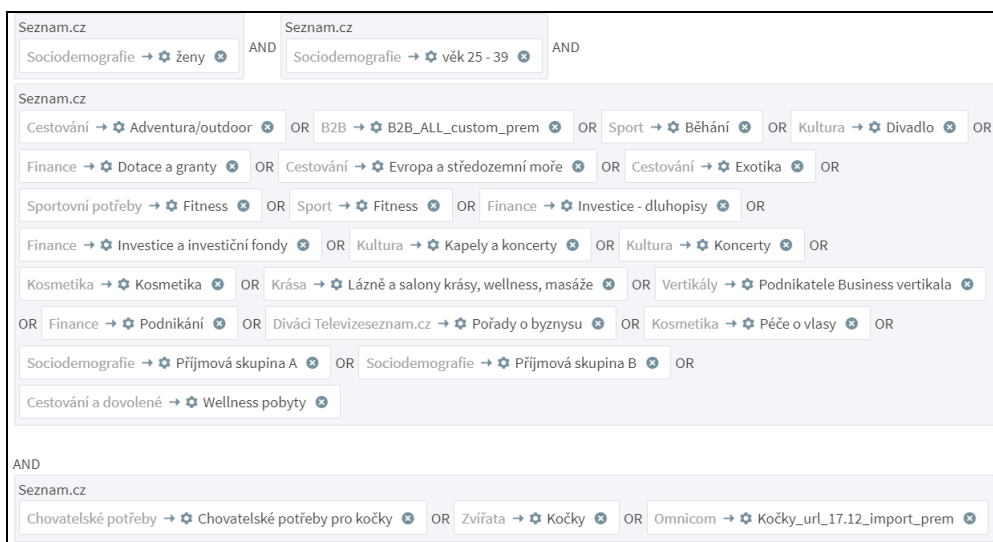 Seznam.cz Seznam.cz
Sociodemografie → ženy AND Sociodemografie → věk 25 - 39 AND
Seznam.cz
Cestování → Adventura/outdoor OR B2B → B2B_ALL_custom_prem OR Sport → Běhání OR Kultura → Divadlo OR
Finance → Dotace a granty OR Cestování → Evropa a středozemní moře OR Cestování → Exotika OR
Sportovní potřeby → Fitness OR Sport → Fitness OR Finance → Investice - dluhopisy OR
Finance → Investice a investiční fondy OR Kultura → Kapely a koncerty OR Kultura → Koncerty OR
Kosmetika → Kosmetika OR Krása → Lázně a salony krásy, wellness, masáže OR Vertikály → Podnikatele Business vertikala
OR Finance → Podnikání OR Diváci Televizeseznam.cz → Pořady o byznysu OR Kosmetika → Péče o vlasy OR
Sociodemografie → Příjmová skupina A OR Sociodemografie → Příjmová skupina B OR
Cestování a dovolené → Wellness pobyty
AND
Seznam.cz
Chovatelské potřeby → Chovatelské potřeby pro kočky OR Zvířata → Kočky OR Omnicom → Kočky_url_17.12_import_prem